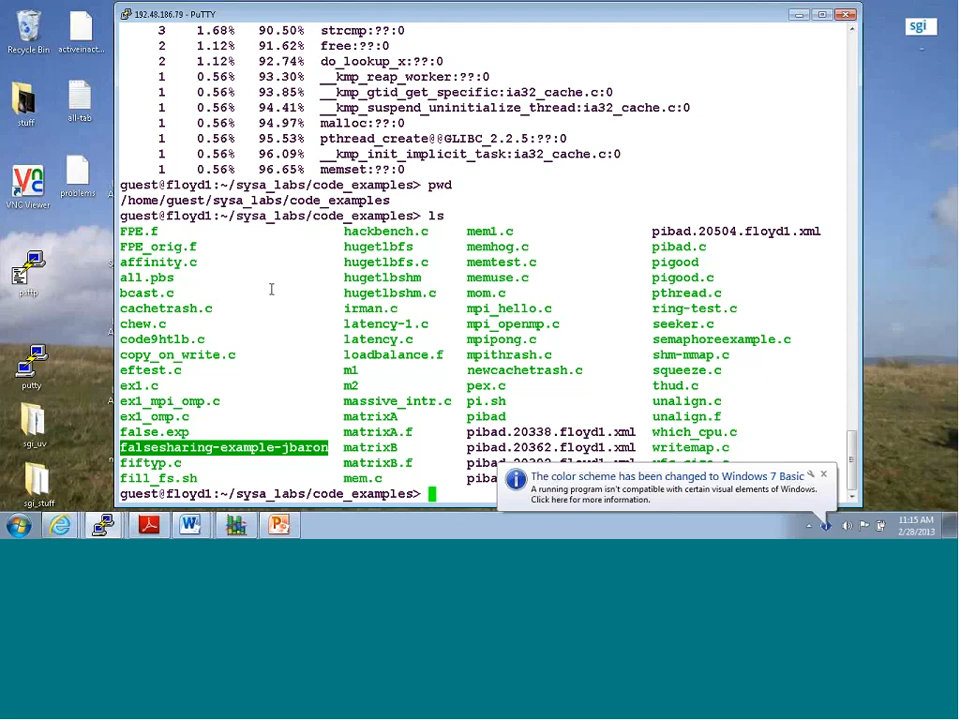 192.48.186.79 - PuTTY
sgi
3 1.68% 90.50% strcmp:??:0
2 1.12% 91.62% free:??:0
2 1.12% 92.74% do_lookup_x:??:0
1 0.56% 93.30% __kmp_reap_worker:??:0
1 0.56% 93.85% __kmp_gtid_get_specific:ia32_cache.c:0
1 0.56% 94.41% __kmp_suspend_uninitialize_thread:ia32_cache.c:0
1 0.56% 94.97% malloc:??:0
1 0.56% 95.53% pthread_create@@GLIBC_2.2.5:??:0
1 0.56% 96.09% __kmp_init_implicit_task:ia32_cache.c:0
1 0.56% 96.65% memset:??:0
guest@floyd1:~/sysa_labs/code_examples> pwd
/home/guest/sysa_labs/code_examples
guest@floyd1:~/sysa_labs/code_examples> ls
FPE.f hackbench.c mem1.c pibad.20504.floyd1.xml
FPE_orig.f hugetlbfs memhog.c pibad.c
affinity.c hugetlbfs.c memtest.c pigood
all.pbs hugetlbshm memuse.c pigood.c
bcast.c hugetlbshm.c mom.c pthread.c
cachetrash.c irman.c mpi_hello.c ring-test.c
chew.c latency-1.c mpi_openmp.c seeker.c
code9htlb.c latency.c mpipong.c semaphoreexample.c
copy_on_write.c loadbalance.f mpithrash.c shm-mmap.c
eftest.c m1 newcachetrash.c squeeze.c
ex1.c m2 pex.c thud.c
ex1_mpi_omp.c massive_intr.c pi.sh unalign.c
ex1_omp.c matrixA pibad unalign.f
false.exp matrixA.f pibad.20338.floyd1.xml which_cpu.c
falsesharing-example-jbaron matrixB pibad.20362.floyd1.xml writemap.c
fiftyp.c matrixB.f
fill_fs.sh mem.c piba
guest@floyd1:~/sysa_labs/code_examples>
The color scheme has been changed to Windows 7 Basic
A running program isn't compatible with certain visual elements of Windows.
Click here for more information.
Recycle Bin
activeinact...
stuff
all-tab
VNC Viewer
problems
psftp
putty
sgi_uv
sgi_stuff
11:15 AM
2/28/2013